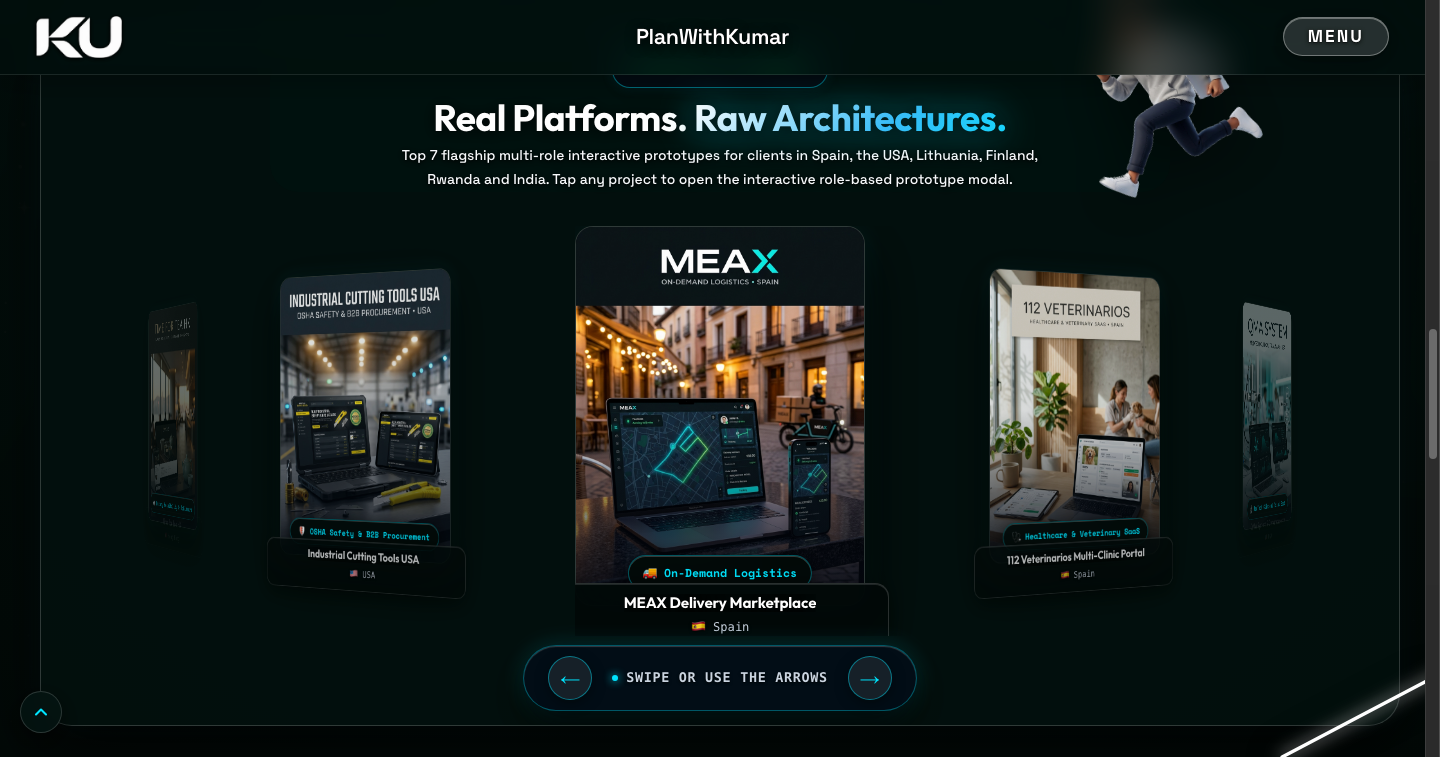 KU
PlanWithKumar
MENU
Real Platforms. Raw Architectures.
Top 7 flagship multi-role interactive prototypes for clients in Spain, the USA, Lithuania, Finland,
Rwanda and India. Tap any project to open the interactive role-based prototype modal.
INDUSTRIAL CUTTING TOOLS USA
OSHA SAFETY & B2B PROCUREMENT • USA
OSHA Safety & B2B Procurement
Industrial Cutting Tools USA
USA
MEAX
ON-DEMAND LOGISTICS • SPAIN
MEAX
MEAX
On-Demand Logistics
MEAX Delivery Marketplace
Spain
112 VETERINARIOS
HEALTHCARE & VETERINARY SAAS • SPAIN
Healthcare & Veterinary SaaS
112 Veterinarios Multi-Clinic Portal
Spain
← SWIPE OR USE THE ARROWS →